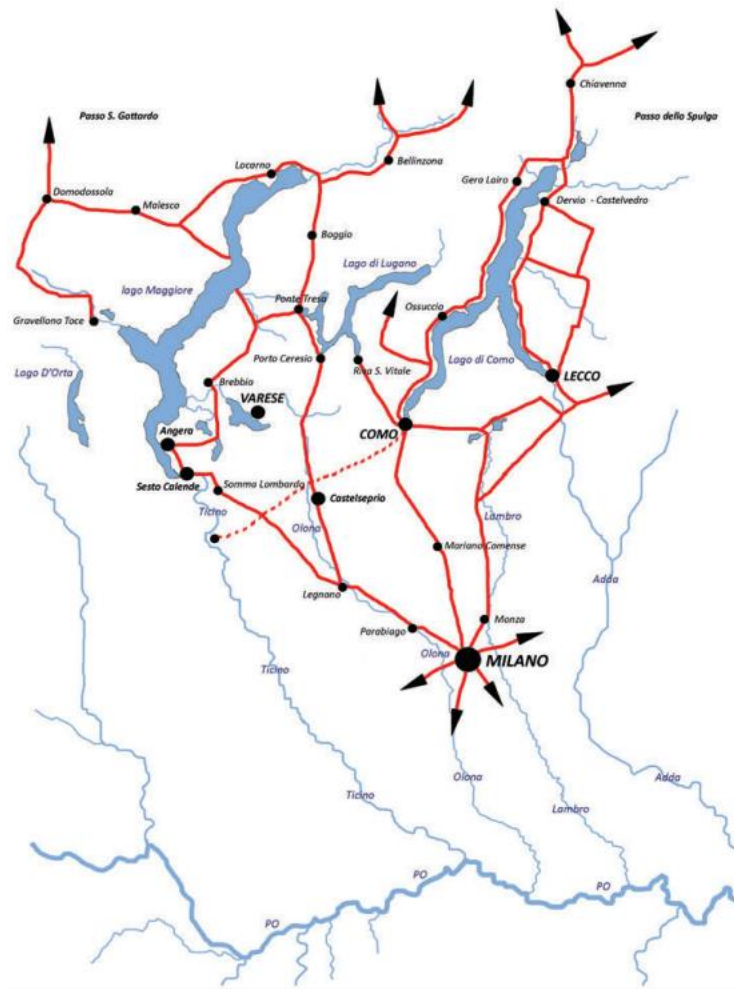 Chiavenna
Passo S. Gottardo
Passo dello Spulga
Locarno
Bellinzona
Gera Lairo
Domodossola
Malesco
Dervio - Castelvedro
Boggio
Lago di Lugano
lago Maggiore
Ponte Tresa
Ossuccio
Gravellona Toce
Porto Ceresio
Riva S. Vitale
Lago di Como
Lago D'Orta
LECCO
Brebbia
VARESE
COMO
Angera
Sesto Calende
Somma Lombardo
Castelseprio
Ticino
Olona
Lambro
Mariano Comense
Adda
Legnano
Parabiago
Monza
Olona
MILANO
Ticino
Ticino
Olona
Lambro
Adda
PO
PO
PO